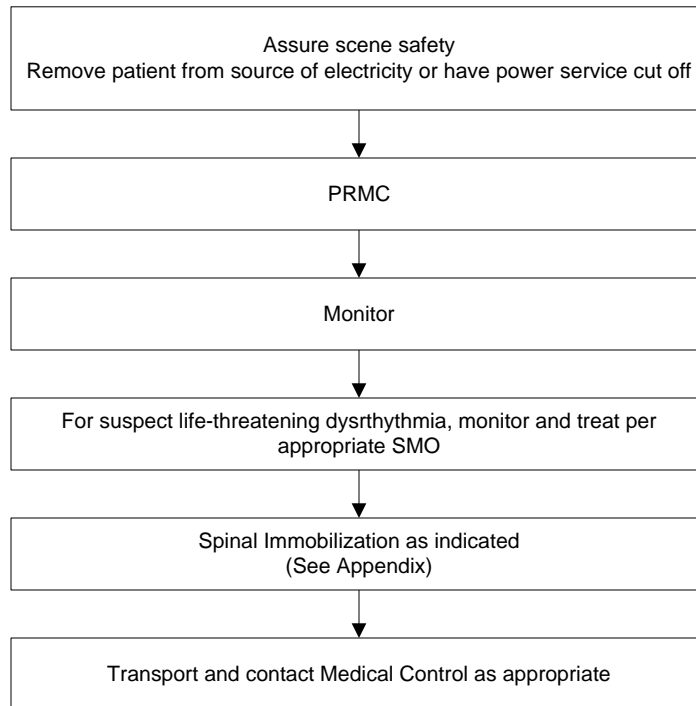 Assure scene safety
Remove patient from source of electricity or have power service cut off
PRMC
Monitor
For suspect life-threatening dysrthythmia, monitor and treat per
appropriate SMO
Spinal Immobilization as indicated
(See Appendix)
Transport and contact Medical Control as appropriate